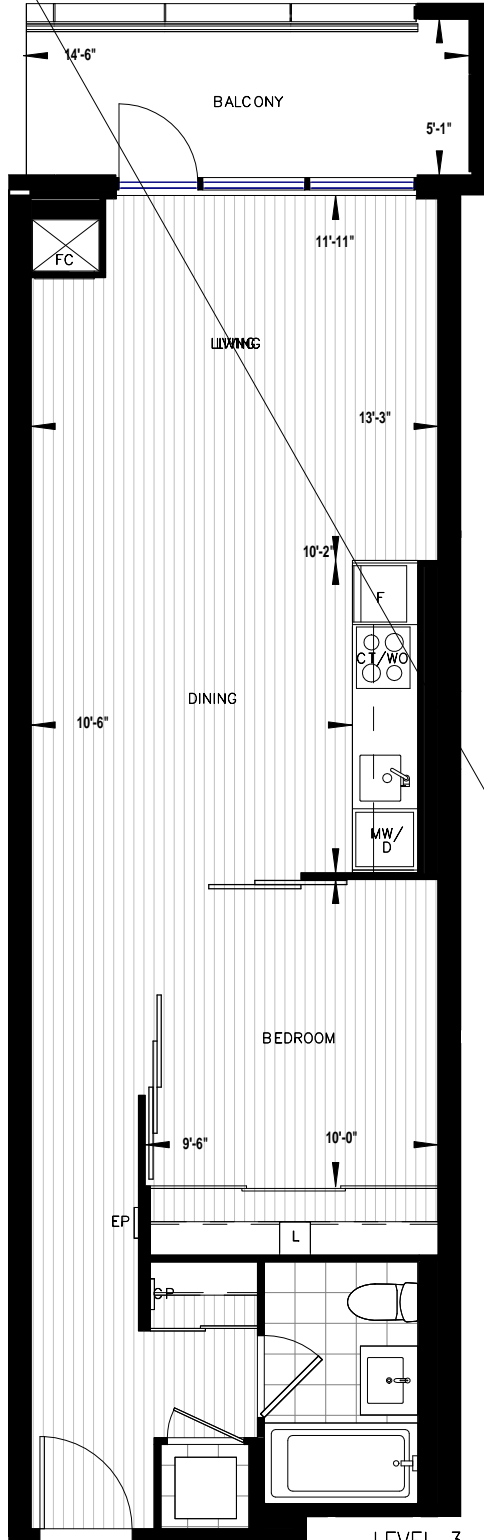 14'-6"
BALCONY
5'-1"
11'-11"
FC
LIVING
13'-3"
10'-2"
F
CT/WO
DINING
10'-6"
MW/
D
BEDROOM
9'-6"
10'-0"
EP
L
CP
LEVEL 3